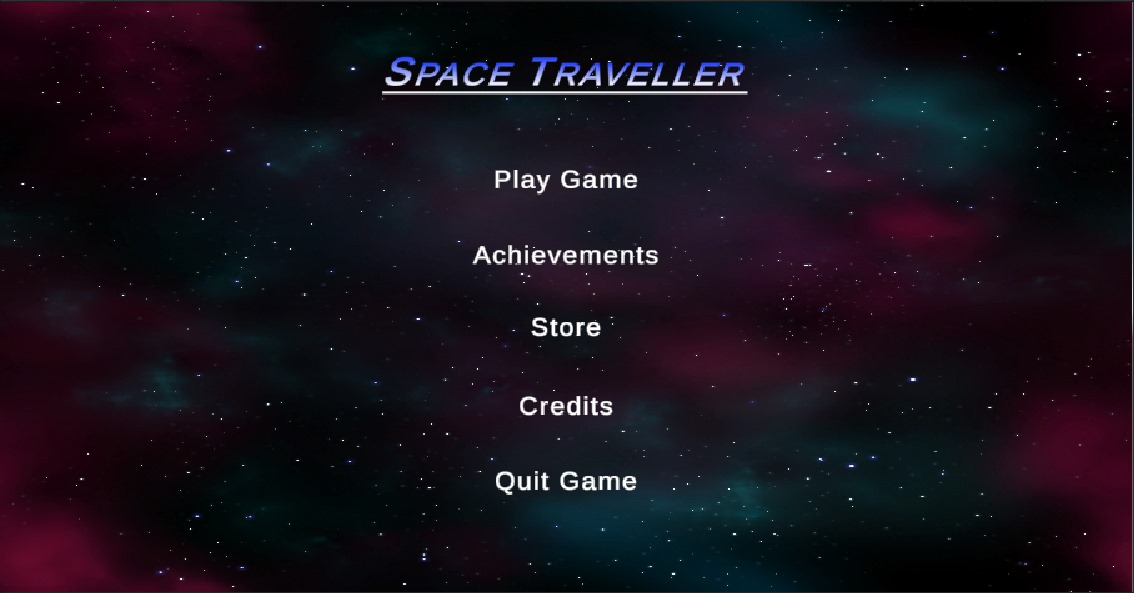 SPACE TRAVELLER
Play Game
Achievements
Store
Credits
Quit Game